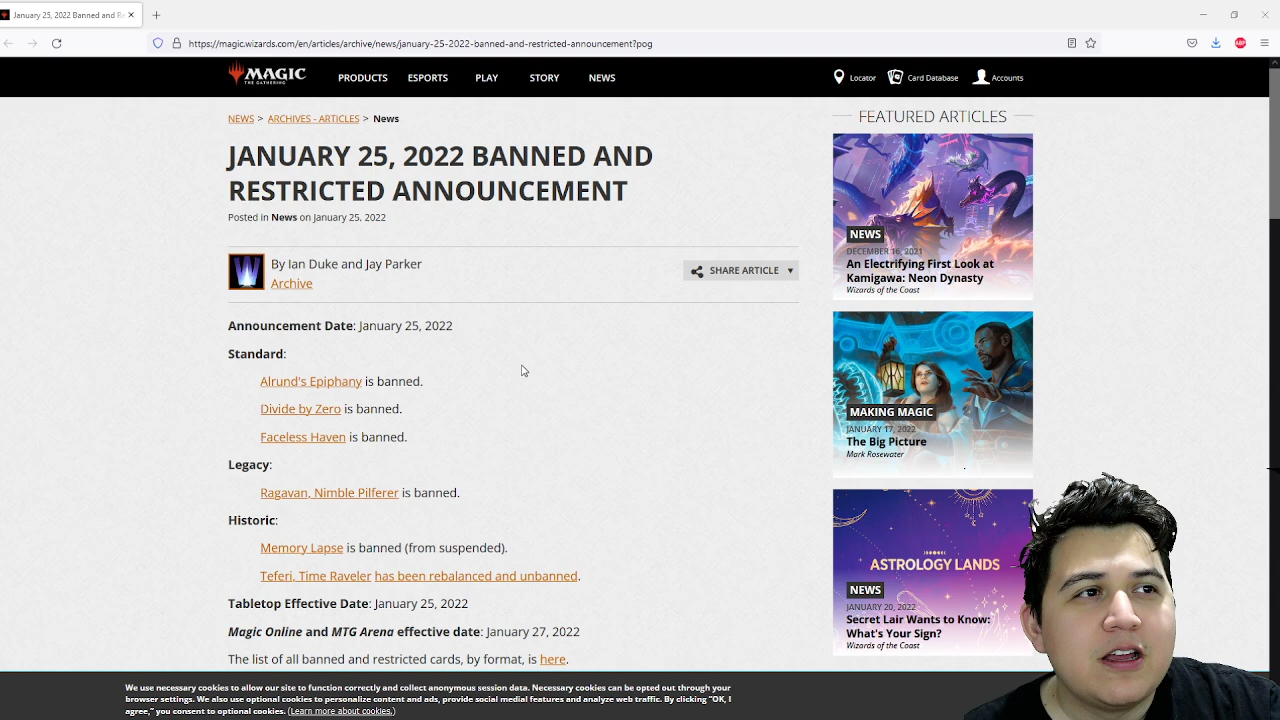 January 25, 2022 Banned and Re
https://magic.wizards.com/en/articles/archive/news/january-25-2022-banned-and-restricted-announcement?pog
ABP
MAGIC
THE GATHERING
PRODUCTS ESPORTS PLAY STORY NEWS
Locator Card Database Accounts
NEWS > ARCHIVES - ARTICLES > News
JANUARY 25, 2022 BANNED AND
RESTRICTED ANNOUNCEMENT
Posted in News on January 25, 2022
By Ian Duke and Jay Parker
Archive
SHARE ARTICLE
Announcement Date: January 25, 2022
Standard:
Alrund's Epiphany is banned.
Divide by Zero is banned.
Faceless Haven is banned.
Legacy:
Ragavan, Nimble Pilferer is banned.
Historic:
Memory Lapse is banned (from suspended).
Teferi, Time Raveler has been rebalanced and unbanned.
Tabletop Effective Date: January 25, 2022
Magic Online and MTG Arena effective date: January 27, 2022
The list of all banned and restricted cards, by format, is here.
FEATURED ARTICLES
NEWS
DECEMBER 16, 2021
An Electrifying First Look at
Kamigawa: Neon Dynasty
Wizards of the Coast
MAKING MAGIC
JANUARY 17, 2022
The Big Picture
Mark Rosewater
ASTROLOGY LANDS
NEWS
JANUARY 20, 2022
Secret Lair Wants to Know:
What's Your Sign?
Wizards of the Coast
We use necessary cookies to allow our site to function correctly and collect anonymous session data. Necessary cookies can be opted out through your
browser settings. We also use optional cookies to personalize content and ads, provide social medial features and analyze web traffic. By clicking “OK, I
agree,” you consent to optional cookies. (Learn more about cookies.)